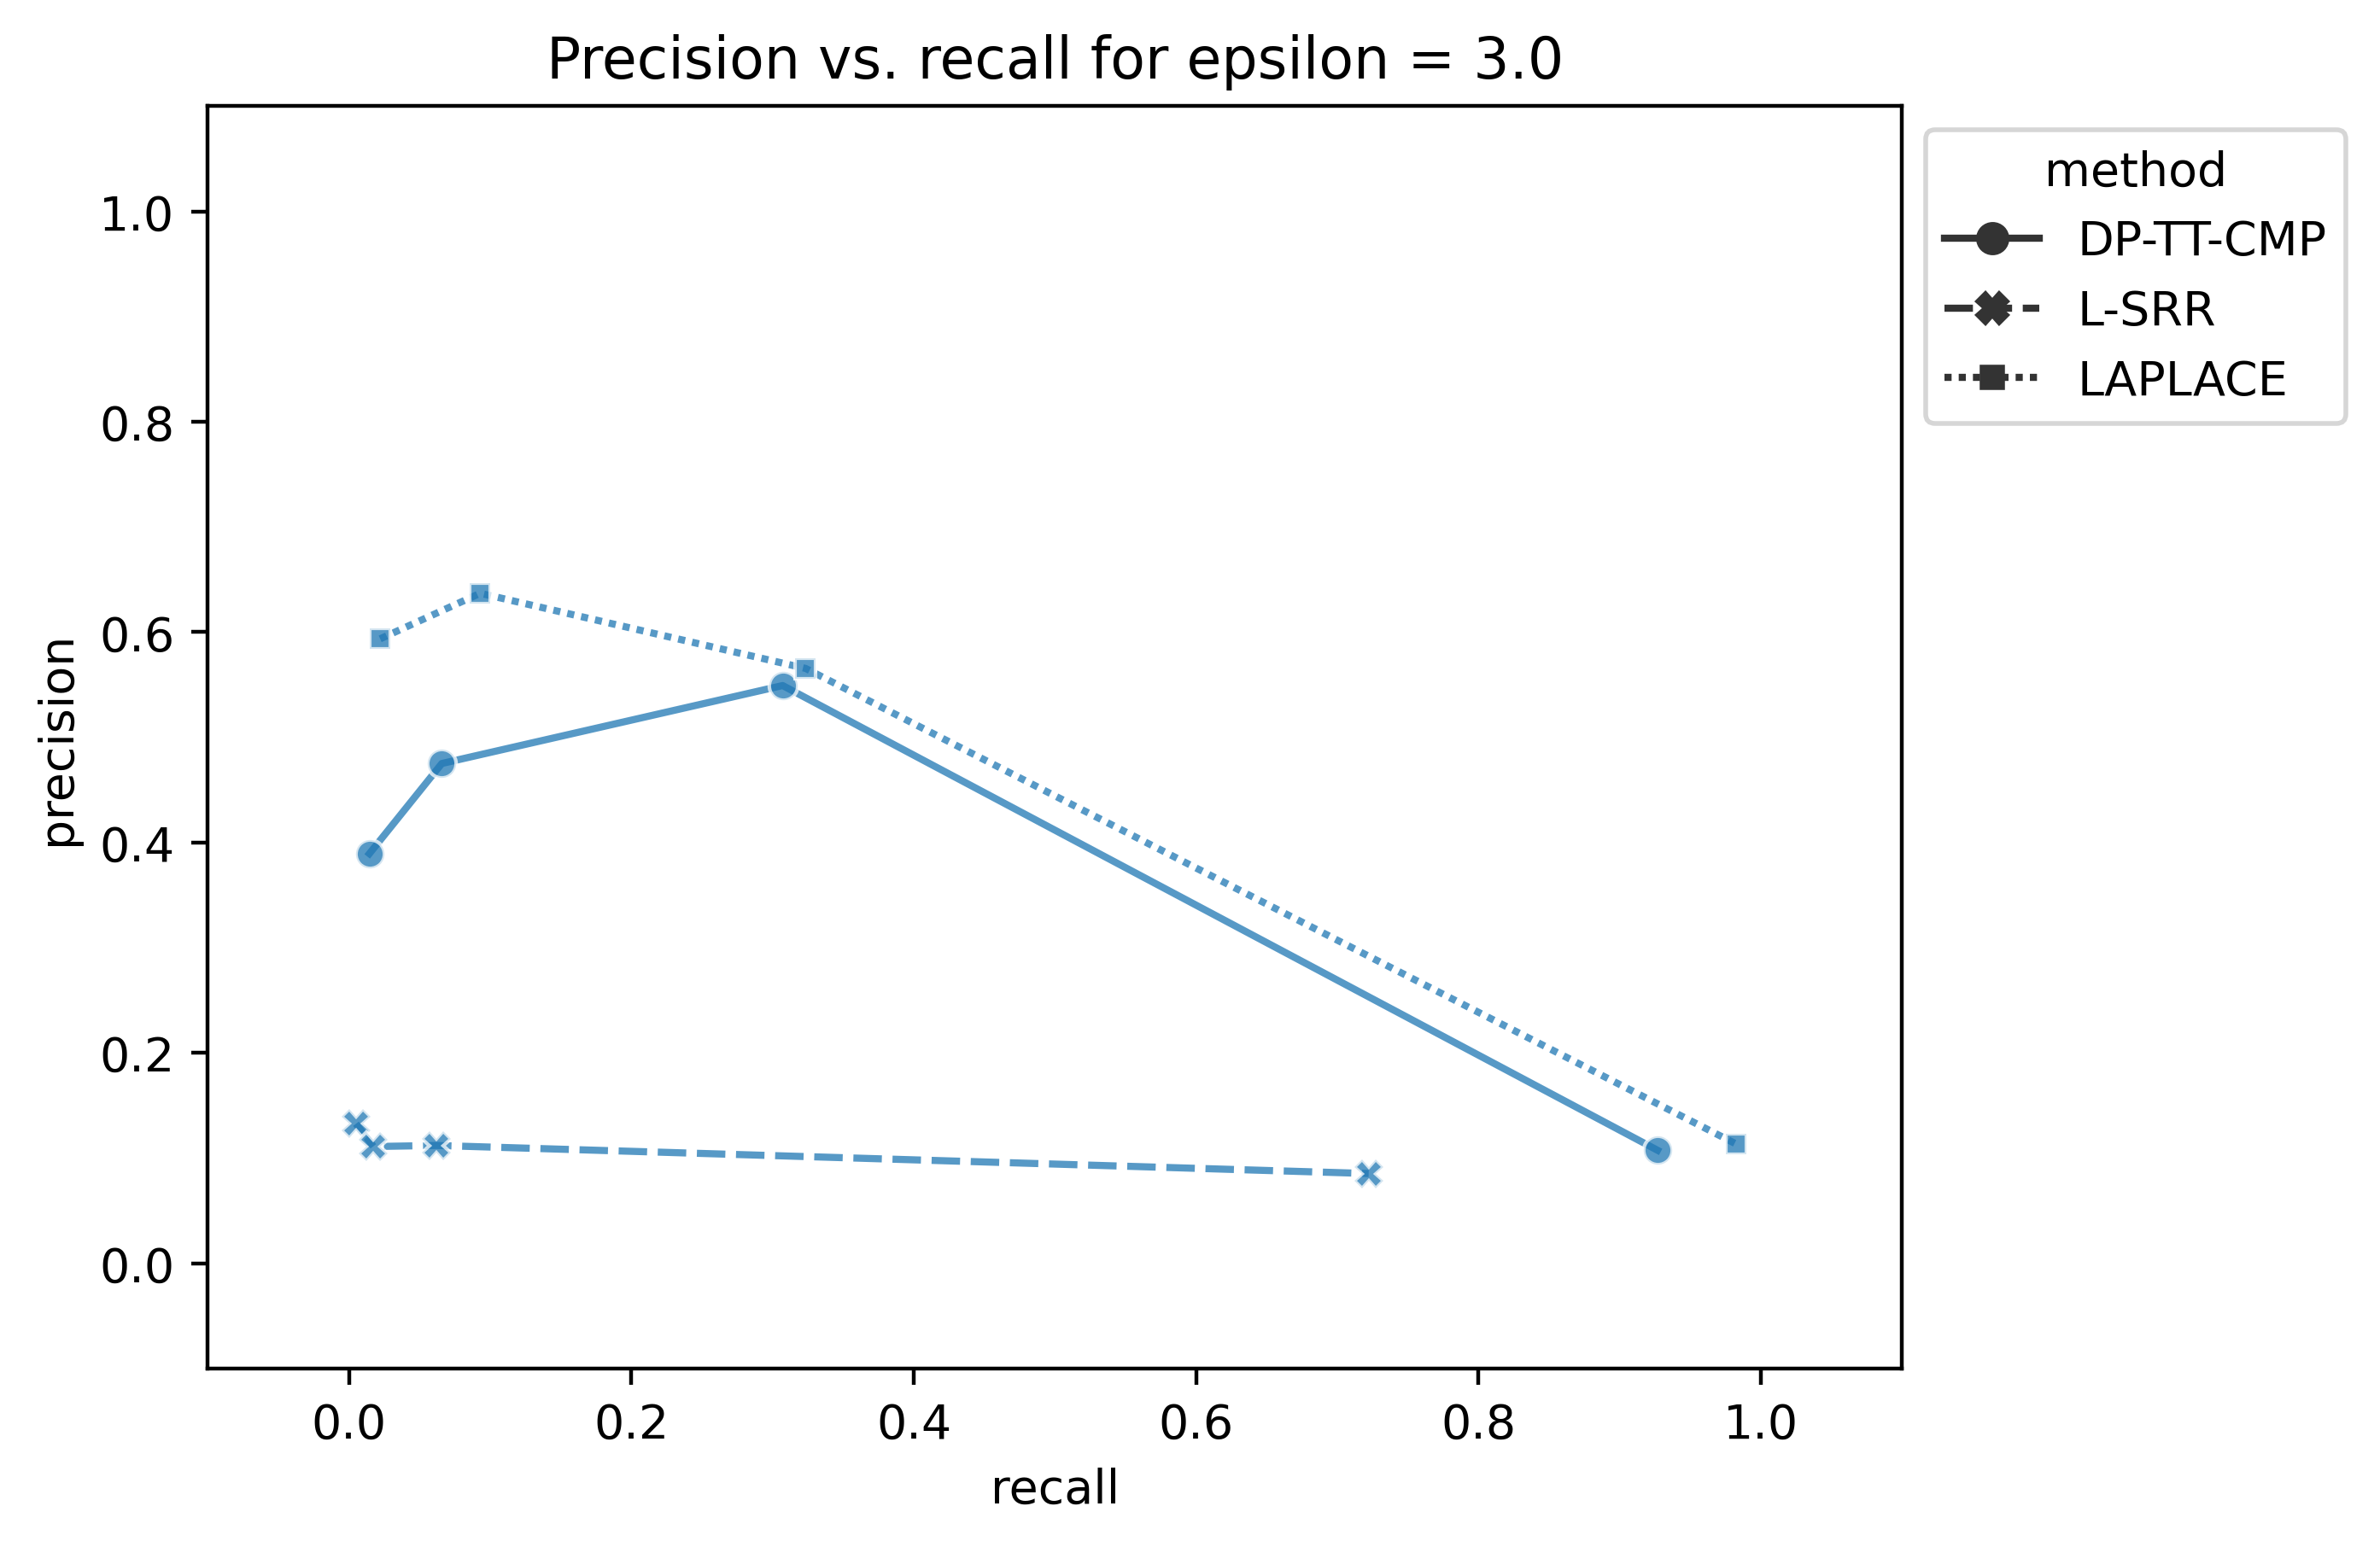 Precision vs. recall for epsilon = 3.0
method
DP-TT-CMP
L-SRR
LAPLACE
precision
1.0
0.8
0.6
0.4
0.2
0.0
0.0 0.2 0.4 0.6 0.8 1.0
recall